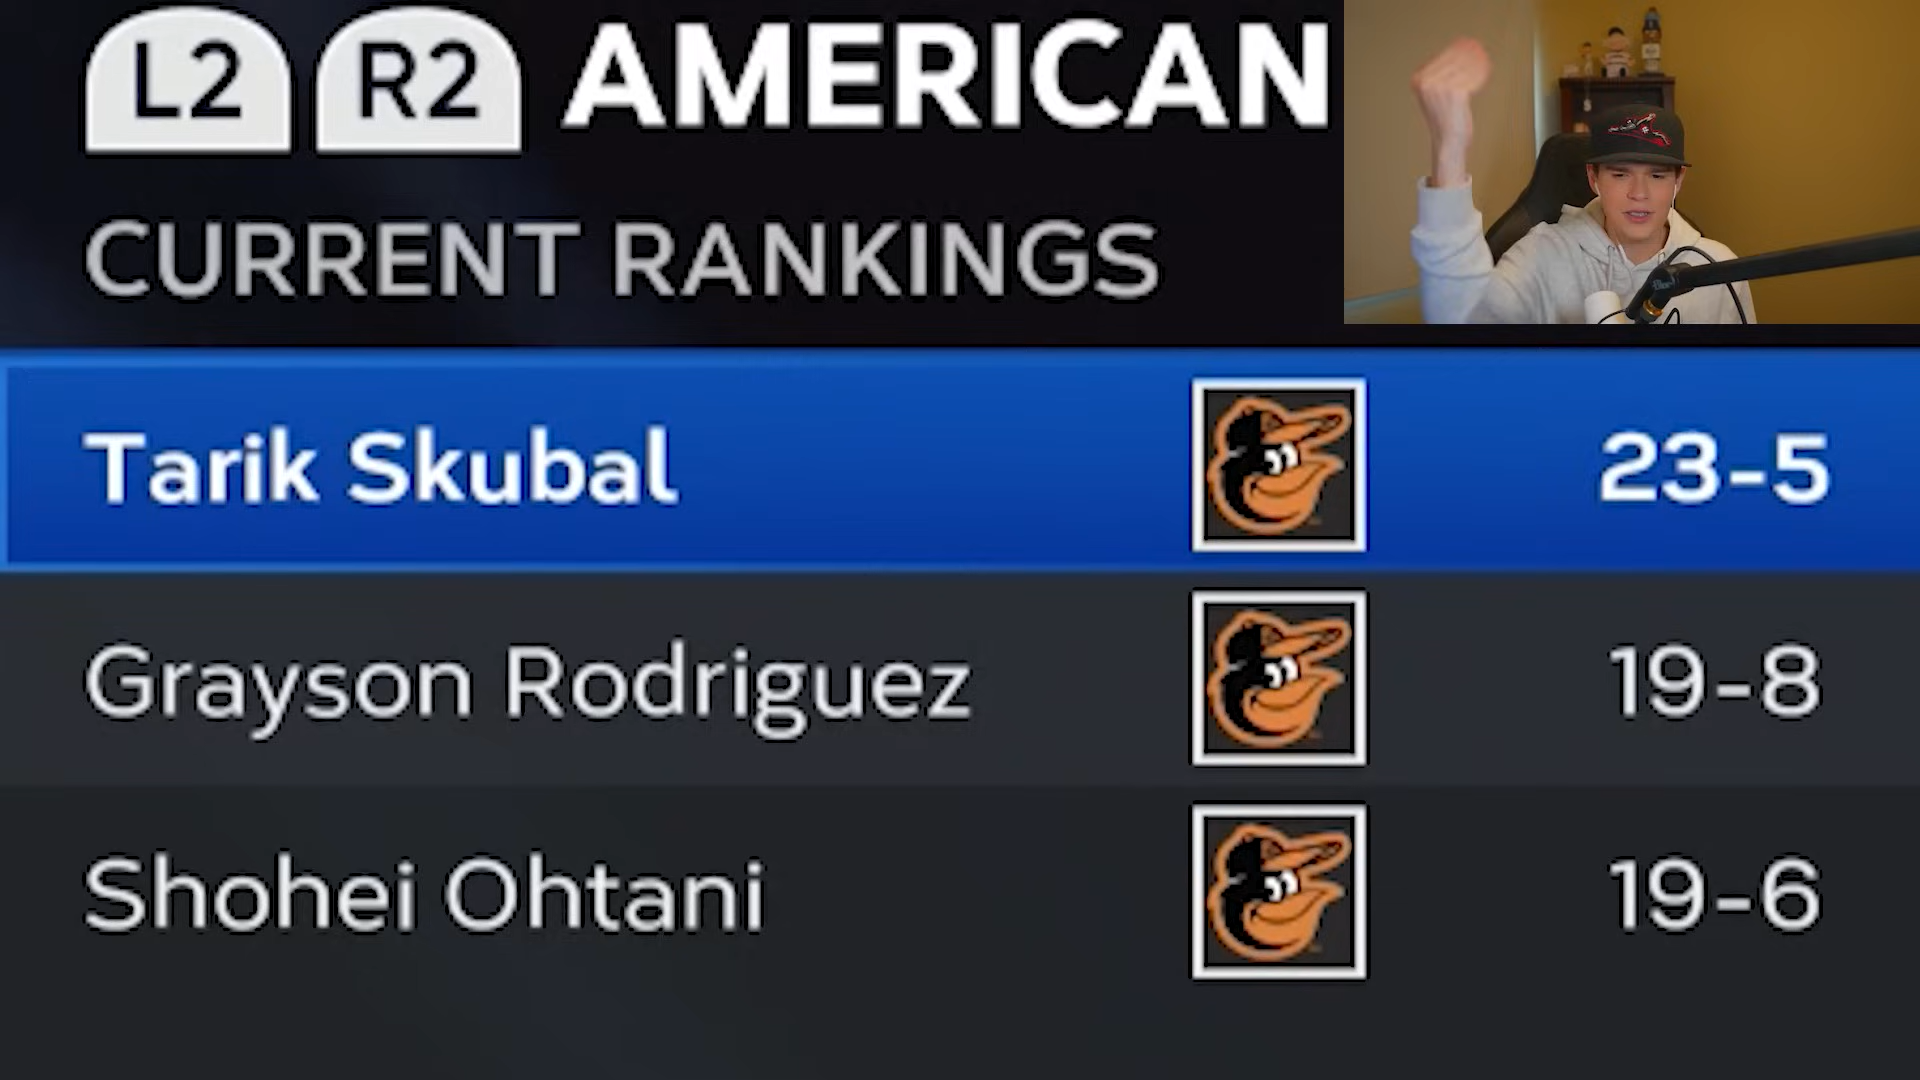 L2 R2 AMERICAN
CURRENT RANKINGS
Tarik Skubal 23-5
Grayson Rodriguez 19-8
Shohei Ohtani 19-6